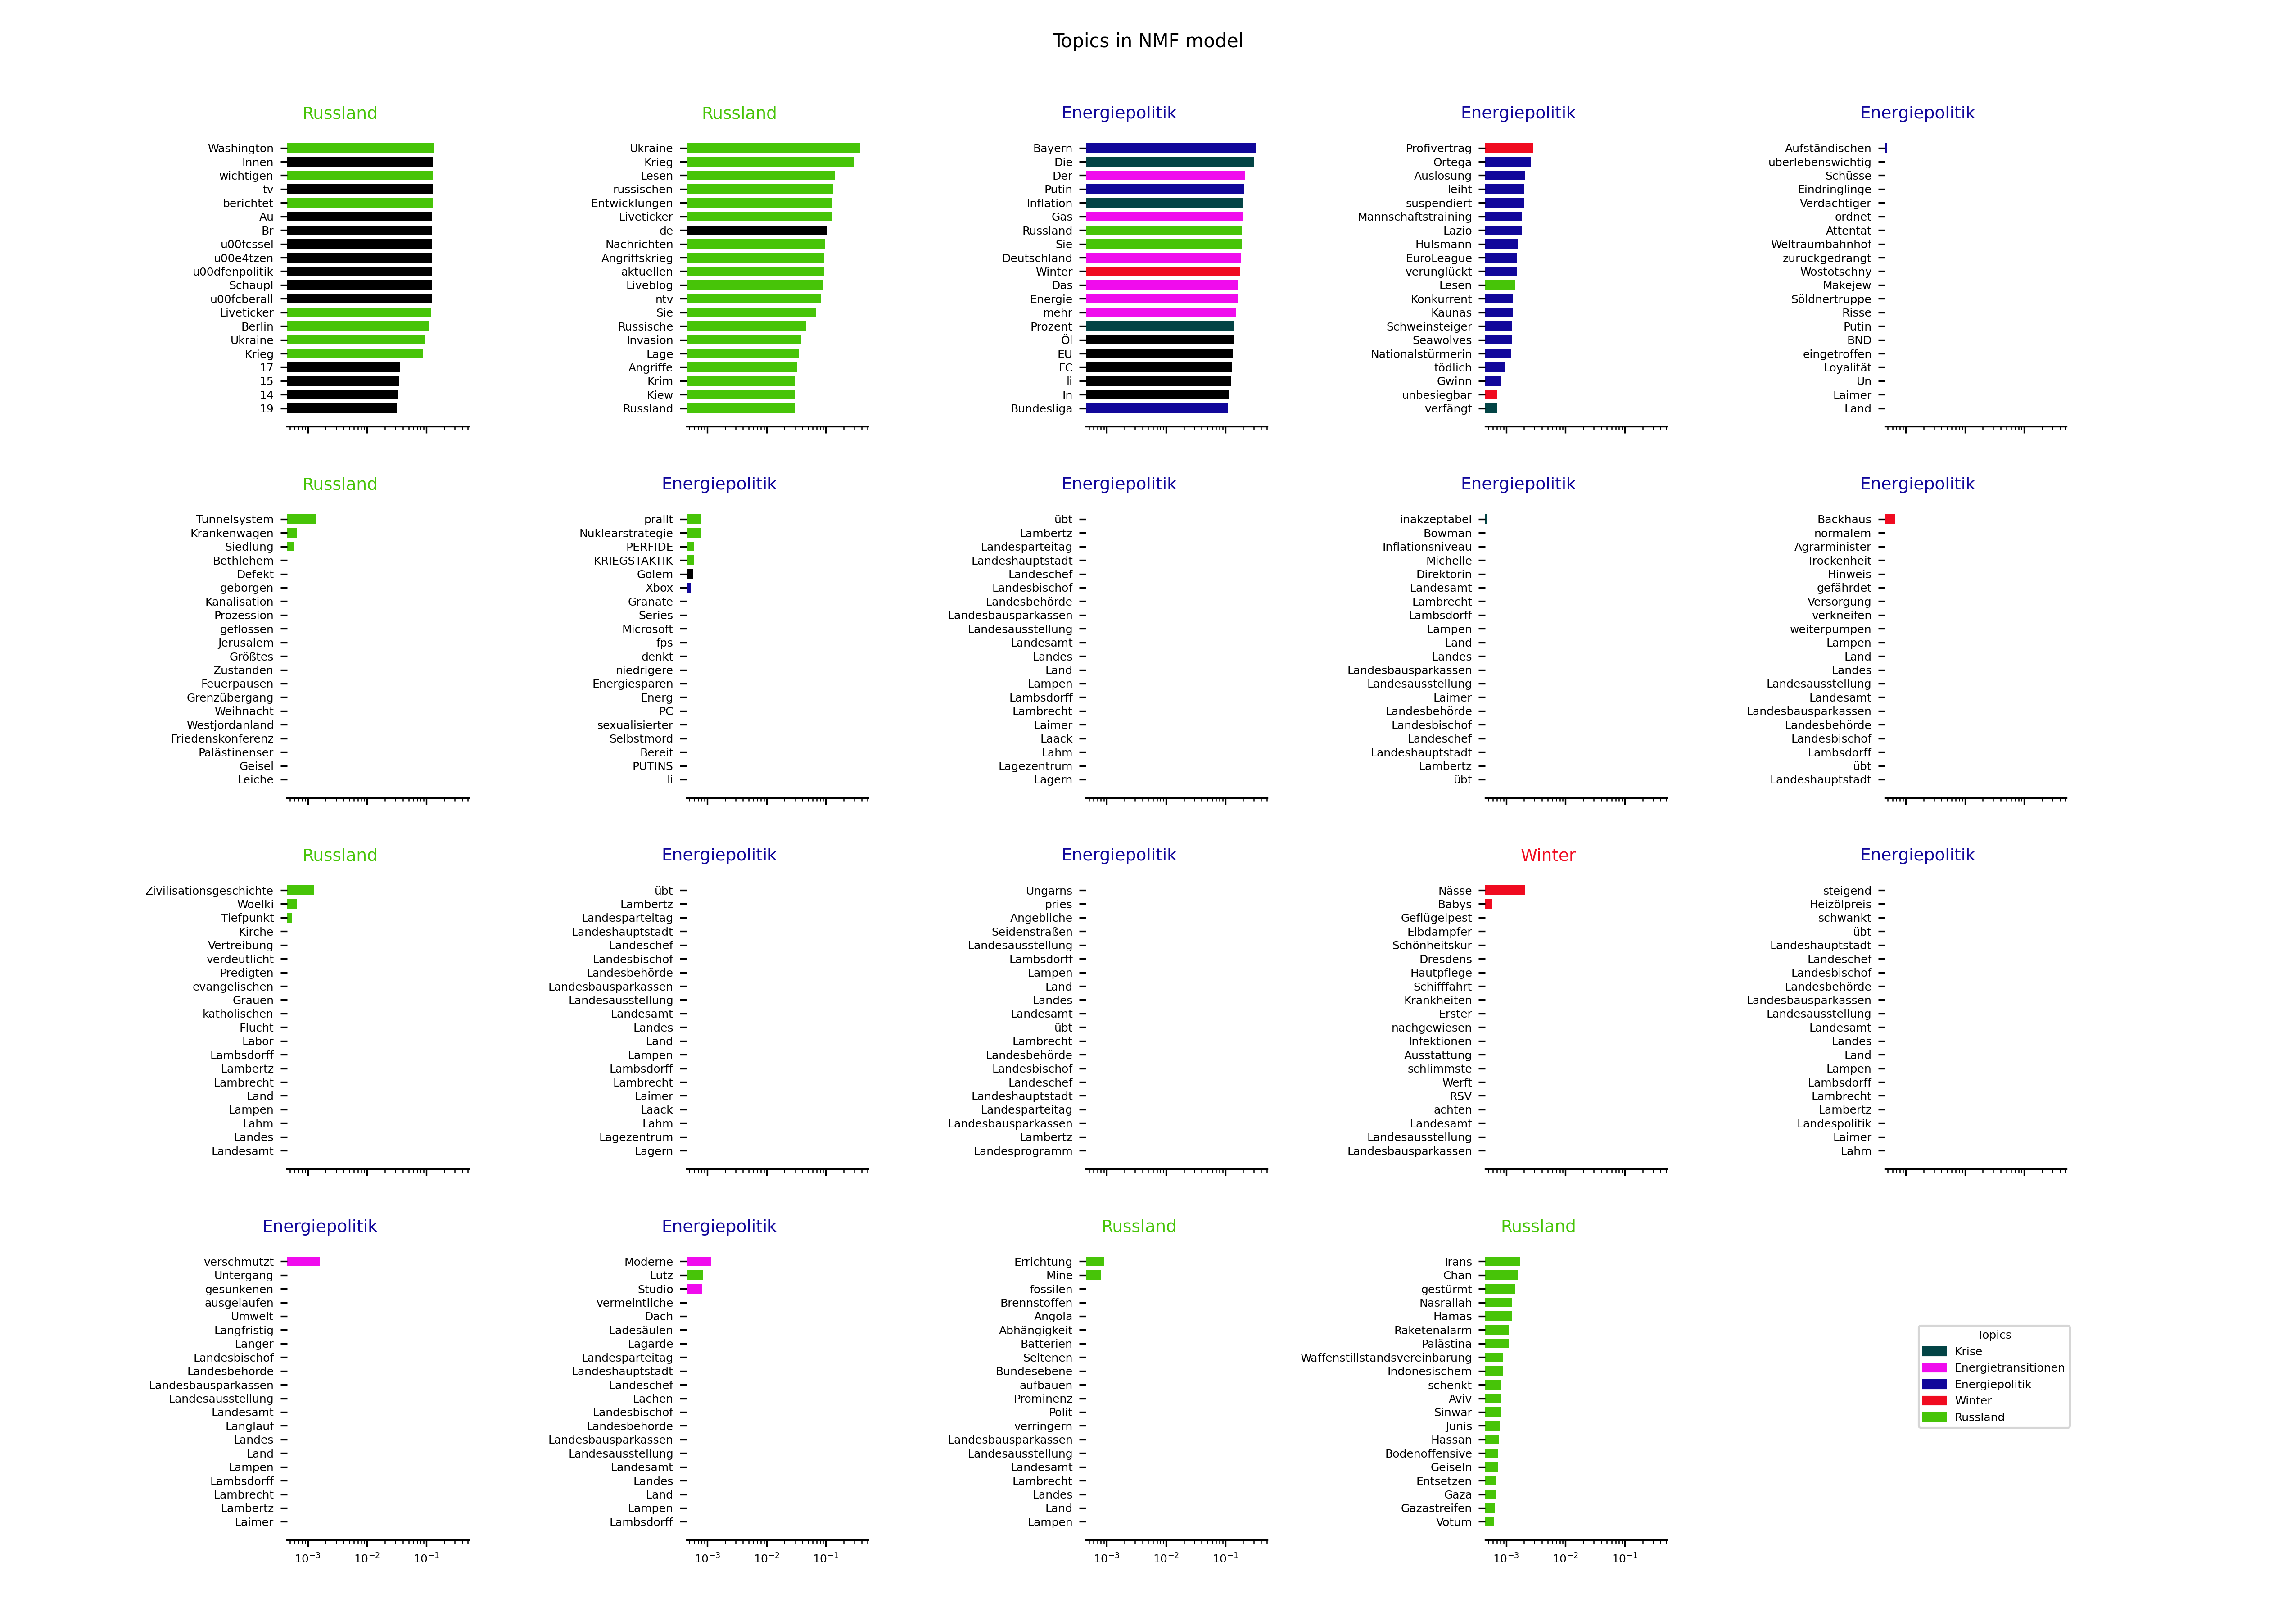 Topics in NMF model
Russland
Washington
Innen
wichtigen
tv
berichtet
Au
Br
u00fcssel
u00e4tzen
u00dfenpolitik
Schaupl
u00fcberall
Liveticker
Berlin
Ukraine
Krieg
17
15
14
19
Russland
Ukraine
Krieg
Lesen
russischen
Entwicklungen
Liveticker
de
Nachrichten
Angriffskrieg
aktuellen
Liveblog
ntv
Sie
Russische
Invasion
Lage
Angriffe
Krim
Kiew
Russland
Energiepolitik
Bayern
Die
Der
Putin
Inflation
Gas
Russland
Sie
Deutschland
Winter
Das
Energie
mehr
Prozent
Öl
EU
FC
li
In
Bundesliga
Energiepolitik
Profivertrag
Ortega
Auslosung
leiht
suspendiert
Mannschaftstraining
Lazio
Hülsmann
EuroLeague
verunglückt
Lesen
Konkurrent
Kaunas
Schweinsteiger
Seawolves
Nationalstürmerin
tödlich
Gwinn
unbesiegbar
verfängt
Energiepolitik
Aufständischen
überlebenswichtig
Schüsse
Eindringlinge
Verdächtiger
ordnet
Attentat
Weltraumbahnhof
zurückgedrängt
Wostotschny
Makejew
Söldnertruppe
Risse
Putin
BND
eingetroffen
Loyalität
Un
Laimer
Land
Russland
Tunnelsystem
Krankenwagen
Siedlung
Bethlehem
Defekt
geborgen
Kanalisation
Prozession
geflossen
Jerusalem
Größtes
Zuständen
Feuerpausen
Grenzübergang
Weihnacht
Westjordanland
Friedenskonferenz
Palästinenser
Geisel
Leiche
Energiepolitik
prallt
Nuklearstrategie
PERFIDE
KRIEGSTAKTIK
Golem
Xbox
Granate
Series
Microsoft
fps
denkt
niedrigere
Energiesparen
Energ
PC
sexualisierter
Selbstmord
Bereit
PUTINS
li
Energiepolitik
übt
Lambertz
Landesparteitag
Landeshauptstadt
Landeschef
Landesbischof
Landesbehörde
Landesbausparkassen
Landesausstellung
Landesamt
Landes
Land
Lampen
Lambsdorff
Lambrecht
Laimer
Laack
Lahm
Lagezentrum
Lagern
Energiepolitik
inakzeptabel
Bowman
Inflationsniveau
Michelle
Direktorin
Landesamt
Lambrecht
Lambsdorff
Lampen
Land
Landes
Landesbausparkassen
Landesausstellung
Laimer
Landesbehörde
Landesbischof
Landeschef
Landeshauptstadt
Lambertz
übt
Energiepolitik
Backhaus
normalem
Agrarminister
Trockenheit
Hinweis
gefährdet
Versorgung
verkneifen
weiterpumpen
Lampen
Land
Landes
Landesausstellung
Landesamt
Landesbausparkassen
Landesbehörde
Landesbischof
Lambsdorff
übt
Landeshauptstadt
Russland
Zivilisationsgeschichte
Woelki
Tiefpunkt
Kirche
Vertreibung
verdeutlicht
Predigten
evangelischen
Grauen
katholischen
Flucht
Labor
Lambsdorff
Lambertz
Lambrecht
Land
Lampen
Lahm
Landes
Landesamt
Energiepolitik
übt
Lambertz
Landesparteitag
Landeshauptstadt
Landeschef
Landesbischof
Landesbehörde
Landesbausparkassen
Landesausstellung
Landesamt
Landes
Land
Lampen
Lambsdorff
Lambrecht
Laimer
Laack
Lahm
Lagezentrum
Lagern
Energiepolitik
Ungarns
pries
Angebliche
Seidenstraßen
Landesausstellung
Lambsdorff
Lampen
Land
Landes
Landesamt
übt
Lambrecht
Landesbehörde
Landesbischof
Landeschef
Landeshauptstadt
Landesparteitag
Landesbausparkassen
Lambertz
Landesprogramm
Winter
Nässe
Babys
Geflügelpest
Elbdampfer
Schönheitskur
Dresdens
Hautpflege
Schifffahrt
Krankheiten
Erster
nachgewiesen
Infektionen
Ausstattung
schlimmste
Werft
RSV
achten
Landesamt
Landesausstellung
Landesbausparkassen
Energiepolitik
steigend
Heizölpreis
schwankt
übt
Landeshauptstadt
Landeschef
Landesbischof
Landesbehörde
Landesbausparkassen
Landesausstellung
Landesamt
Landes
Land
Lampen
Lambsdorff
Lambrecht
Lambertz
Landespolitik
Laimer
Lahm
Energiepolitik
verschmutzt
Untergang
gesunkenen
ausgelaufen
Umwelt
Langfristig
Langer
Landesbischof
Landesbehörde
Landesbausparkassen
Landesausstellung
Landesamt
Langlauf
Landes
Land
Lampen
Lambsdorff
Lambrecht
Lambertz
Laimer
10⁻³ 10⁻² 10⁻¹
Energiepolitik
Moderne
Lutz
Studio
vermeintliche
Dach
Ladesäulen
Lagarde
Landesparteitag
Landeshauptstadt
Landeschef
Lachen
Landesbischof
Landesbehörde
Landesbausparkassen
Landesausstellung
Landesamt
Landes
Land
Lampen
Lambsdorff
10⁻³ 10⁻² 10⁻¹
Russland
Errichtung
Mine
fossilen
Brennstoffen
Angola
Abhängigkeit
Batterien
Seltenen
Bundesebene
aufbauen
Prominenz
Polit
verringern
Landesbausparkassen
Landesausstellung
Landesamt
Lambrecht
Landes
Land
Lampen
10⁻³ 10⁻² 10⁻¹
Russland
Irans
Chan
gestürmt
Nasrallah
Hamas
Raketenalarm
Palästina
Waffenstillstandsvereinbarung
Indonesischem
schenkt
Aviv
Sinwar
Junis
Hassan
Bodenoffensive
Geiseln
Entsetzen
Gaza
Gazastreifen
Votum
10⁻³ 10⁻² 10⁻¹
Topics
Krise
Energietransitionen
Energiepolitik
Winter
Russland